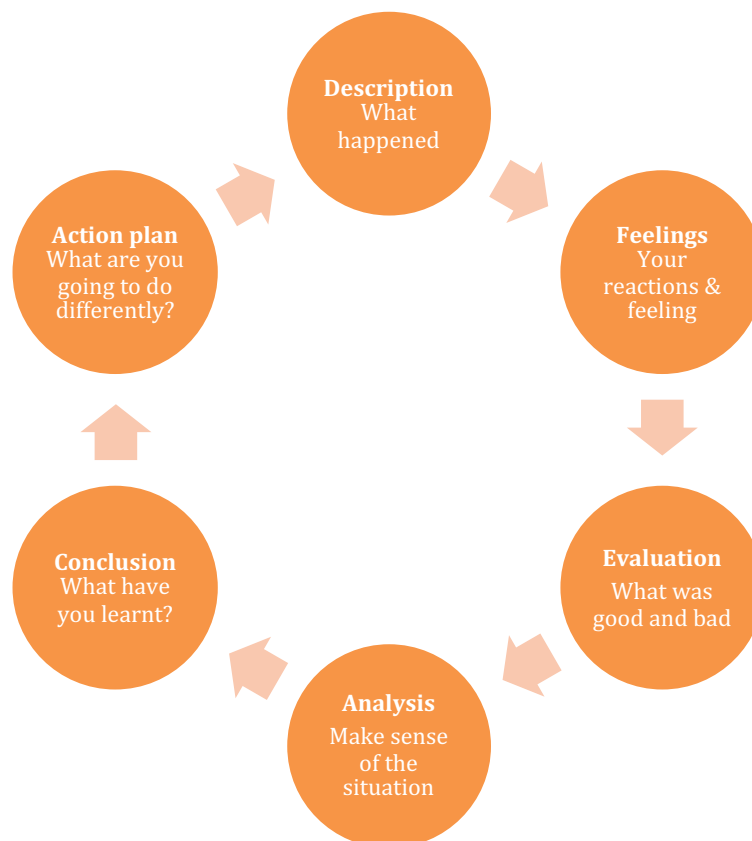 Description
What
happened
Feelings
Your
reactions &
feeling
Evaluation
What was
good and bad
Analysis
Make sense
of the
situation
Conclusion
What have
you learnt?
Action plan
What are you
going to do
differently?